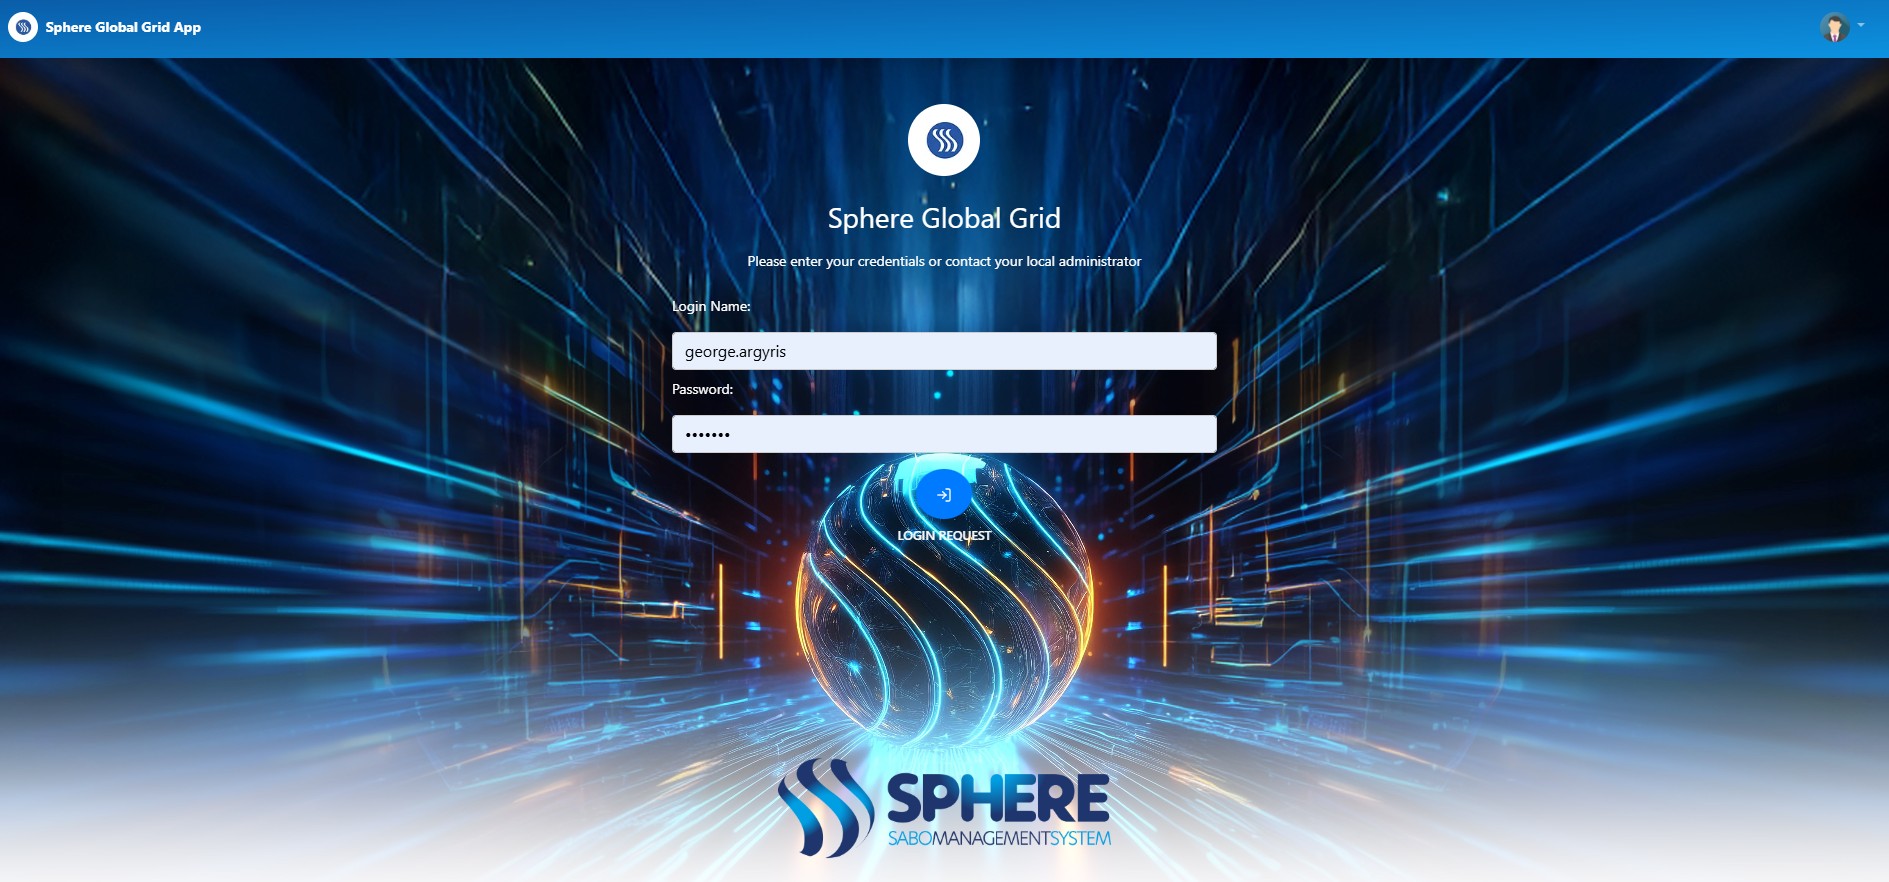 Sphere Global Grid App
Sphere Global Grid
Please enter your credentials or contact your local administrator
Login Name:
george.argyris
Password:
•••••••
LOGIN REQUEST
SPHERE
SABOMANAGEMENTSYSTEM